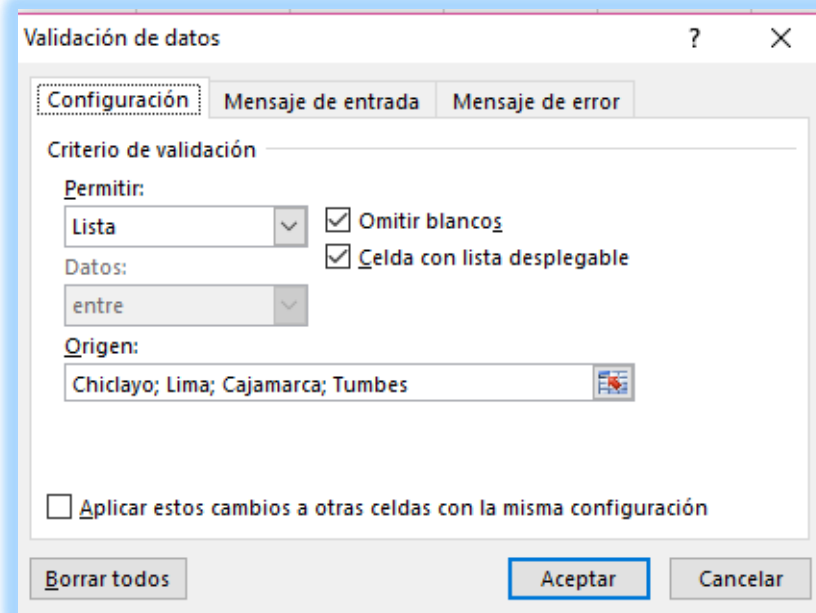 Validación de datos ? X
Configuración Mensaje de entrada Mensaje de error
Criterio de validación
Permitir:
Lista Omitir blancos
Celda con lista desplegable
Datos:
entre
Origen:
Chiclayo; Lima; Cajamarca; Tumbes
Aplicar estos cambios a otras celdas con la misma configuración
Borrar todos Aceptar Cancelar